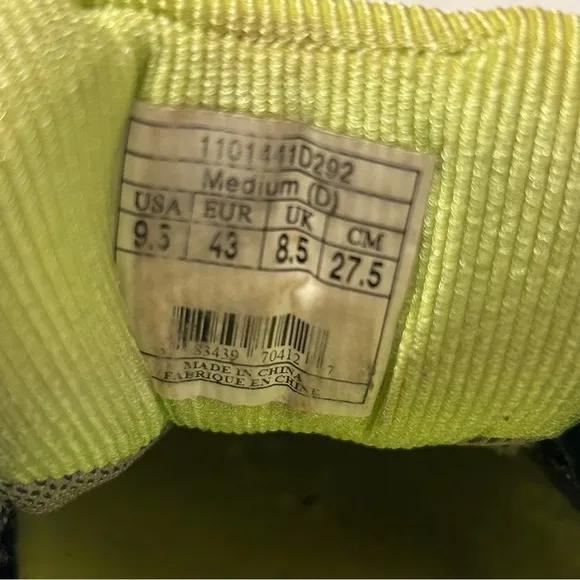 1101441D292
Medium (D)
USA EUR UK CM
9.5 43 8.5 27.5
83439 70412 7
MADE IN CHINA
FABRIQUE EN CHINE